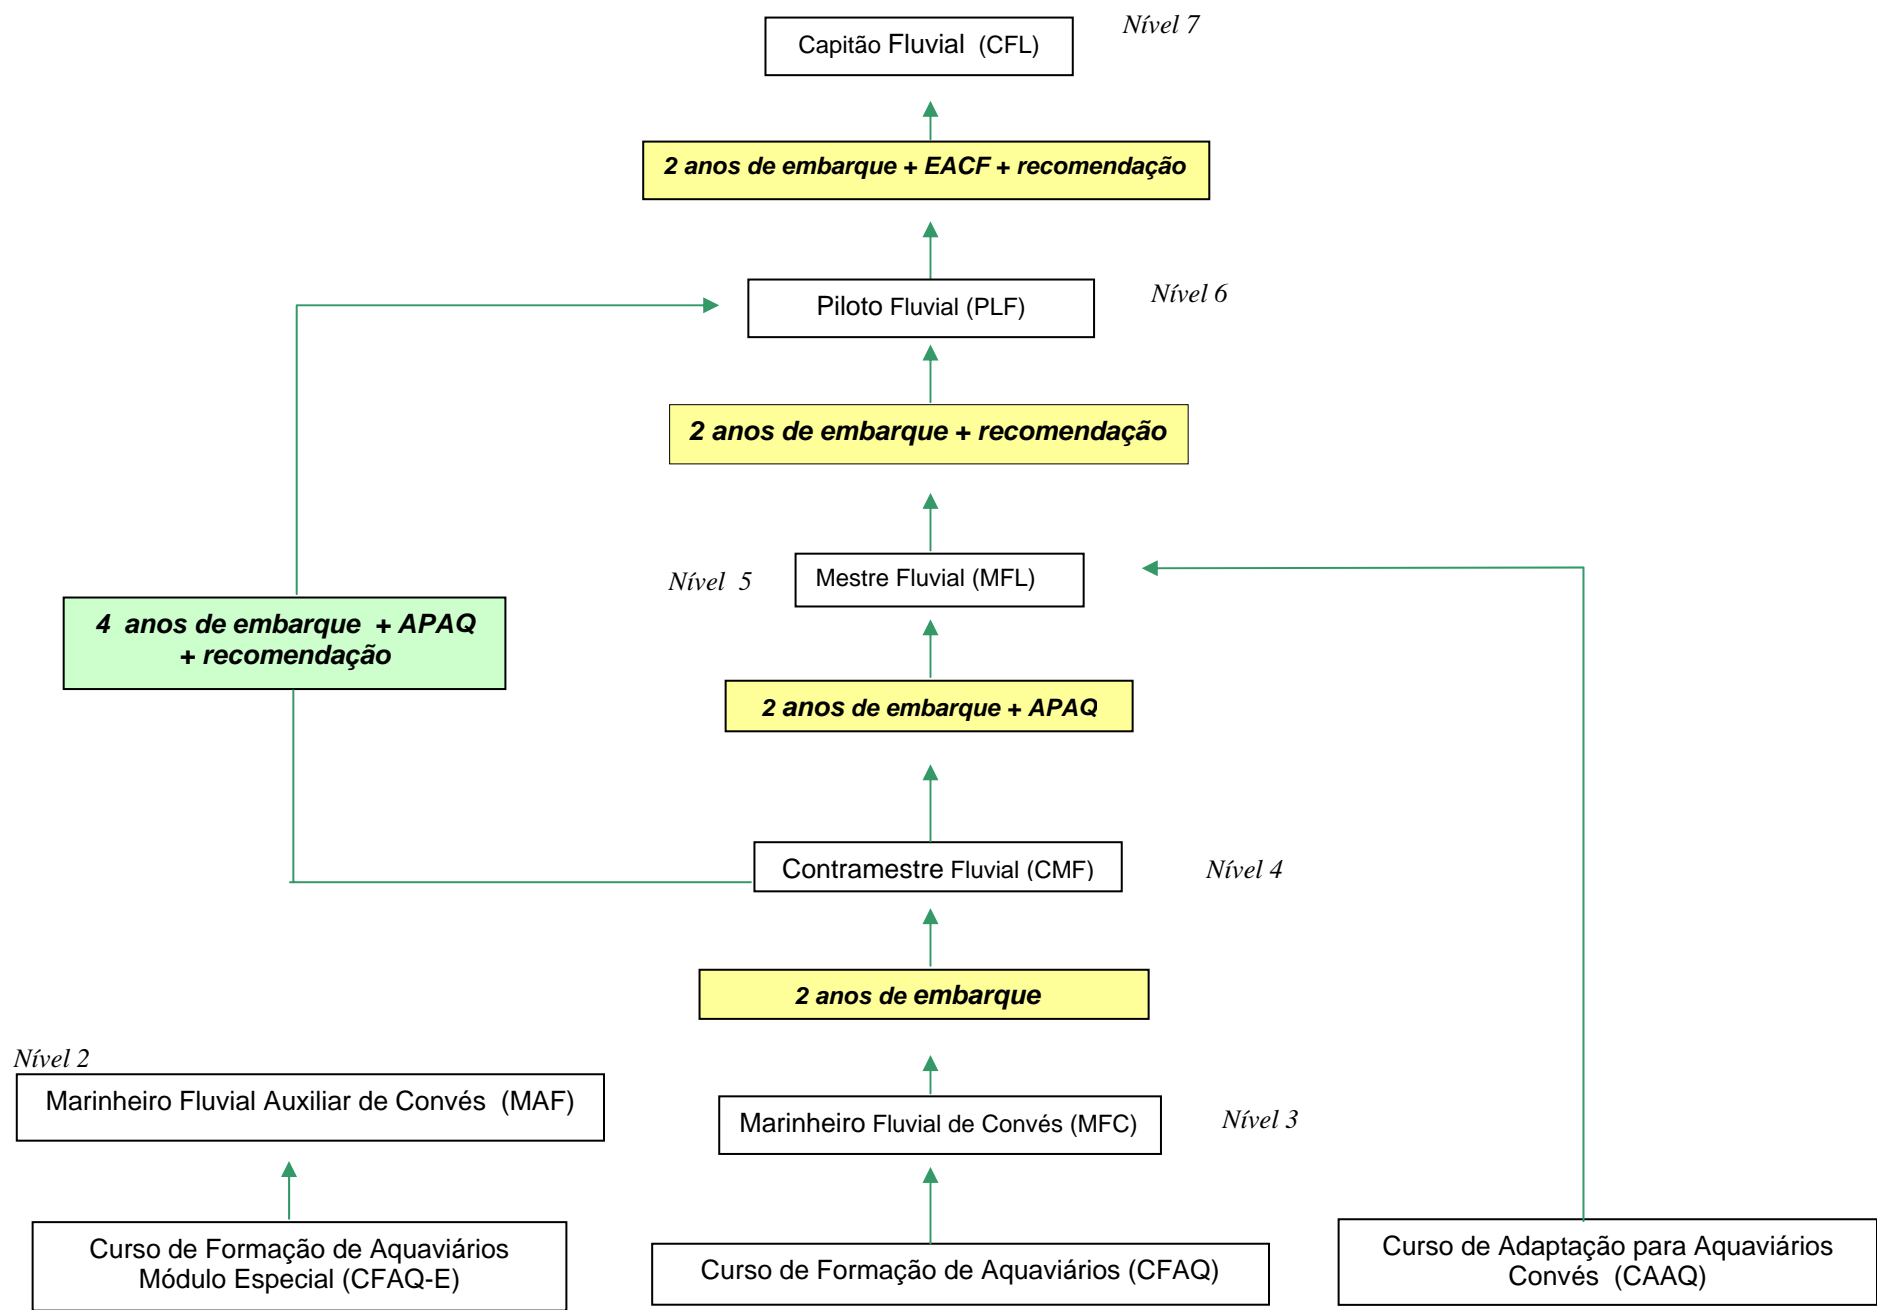 Nível 7
Capitão Fluvial (CFL)
2 anos de embarque + EACF + recomendação
Piloto Fluvial (PLF)
Nível 6
2 anos de embarque + recomendação
Nível 5
Mestre Fluvial (MFL)
4 anos de embarque + APAQ
+ recomendação
2 anos de embarque + APAQ
Contramestre Fluvial (CMF)
Nível 4
2 anos de embarque
Nível 2
Marinheiro Fluvial Auxiliar de Convés (MAF)
Marinheiro Fluvial de Convés (MFC)
Nível 3
Curso de Formação de Aquaviários
Módulo Especial (CFAQ-E)
Curso de Formação de Aquaviários (CFAQ)
Curso de Adaptação para Aquaviários
Convés (CAAQ)